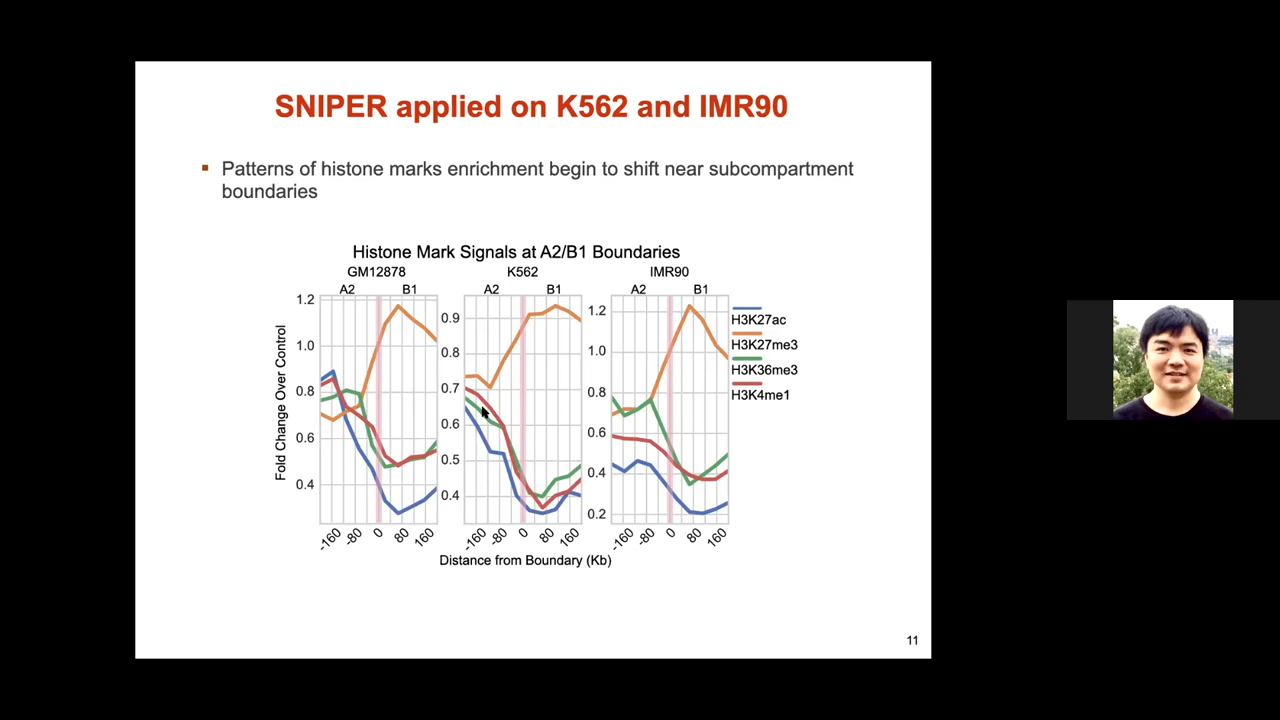 SNIPER applied on K562 and IMR90
Patterns of histone marks enrichment begin to shift near subcompartment
boundaries
Histone Mark Signals at A2/B1 Boundaries
GM12878 K562 IMR90
A2 B1 A2 B1 A2 B1
Fold Change Over Control
1.2
1.0
0.8
0.6
0.4
0.9
0.8
0.7
0.6
0.5
0.4
1.2
1.0
0.8
0.6
0.4
0.2
H3K27ac
H3K27me3
H3K36me3
H3K4me1
-160 -80 0 80 160 -160 -80 0 80 160 -160 -80 0 80 160
Distance from Boundary (Kb)
11